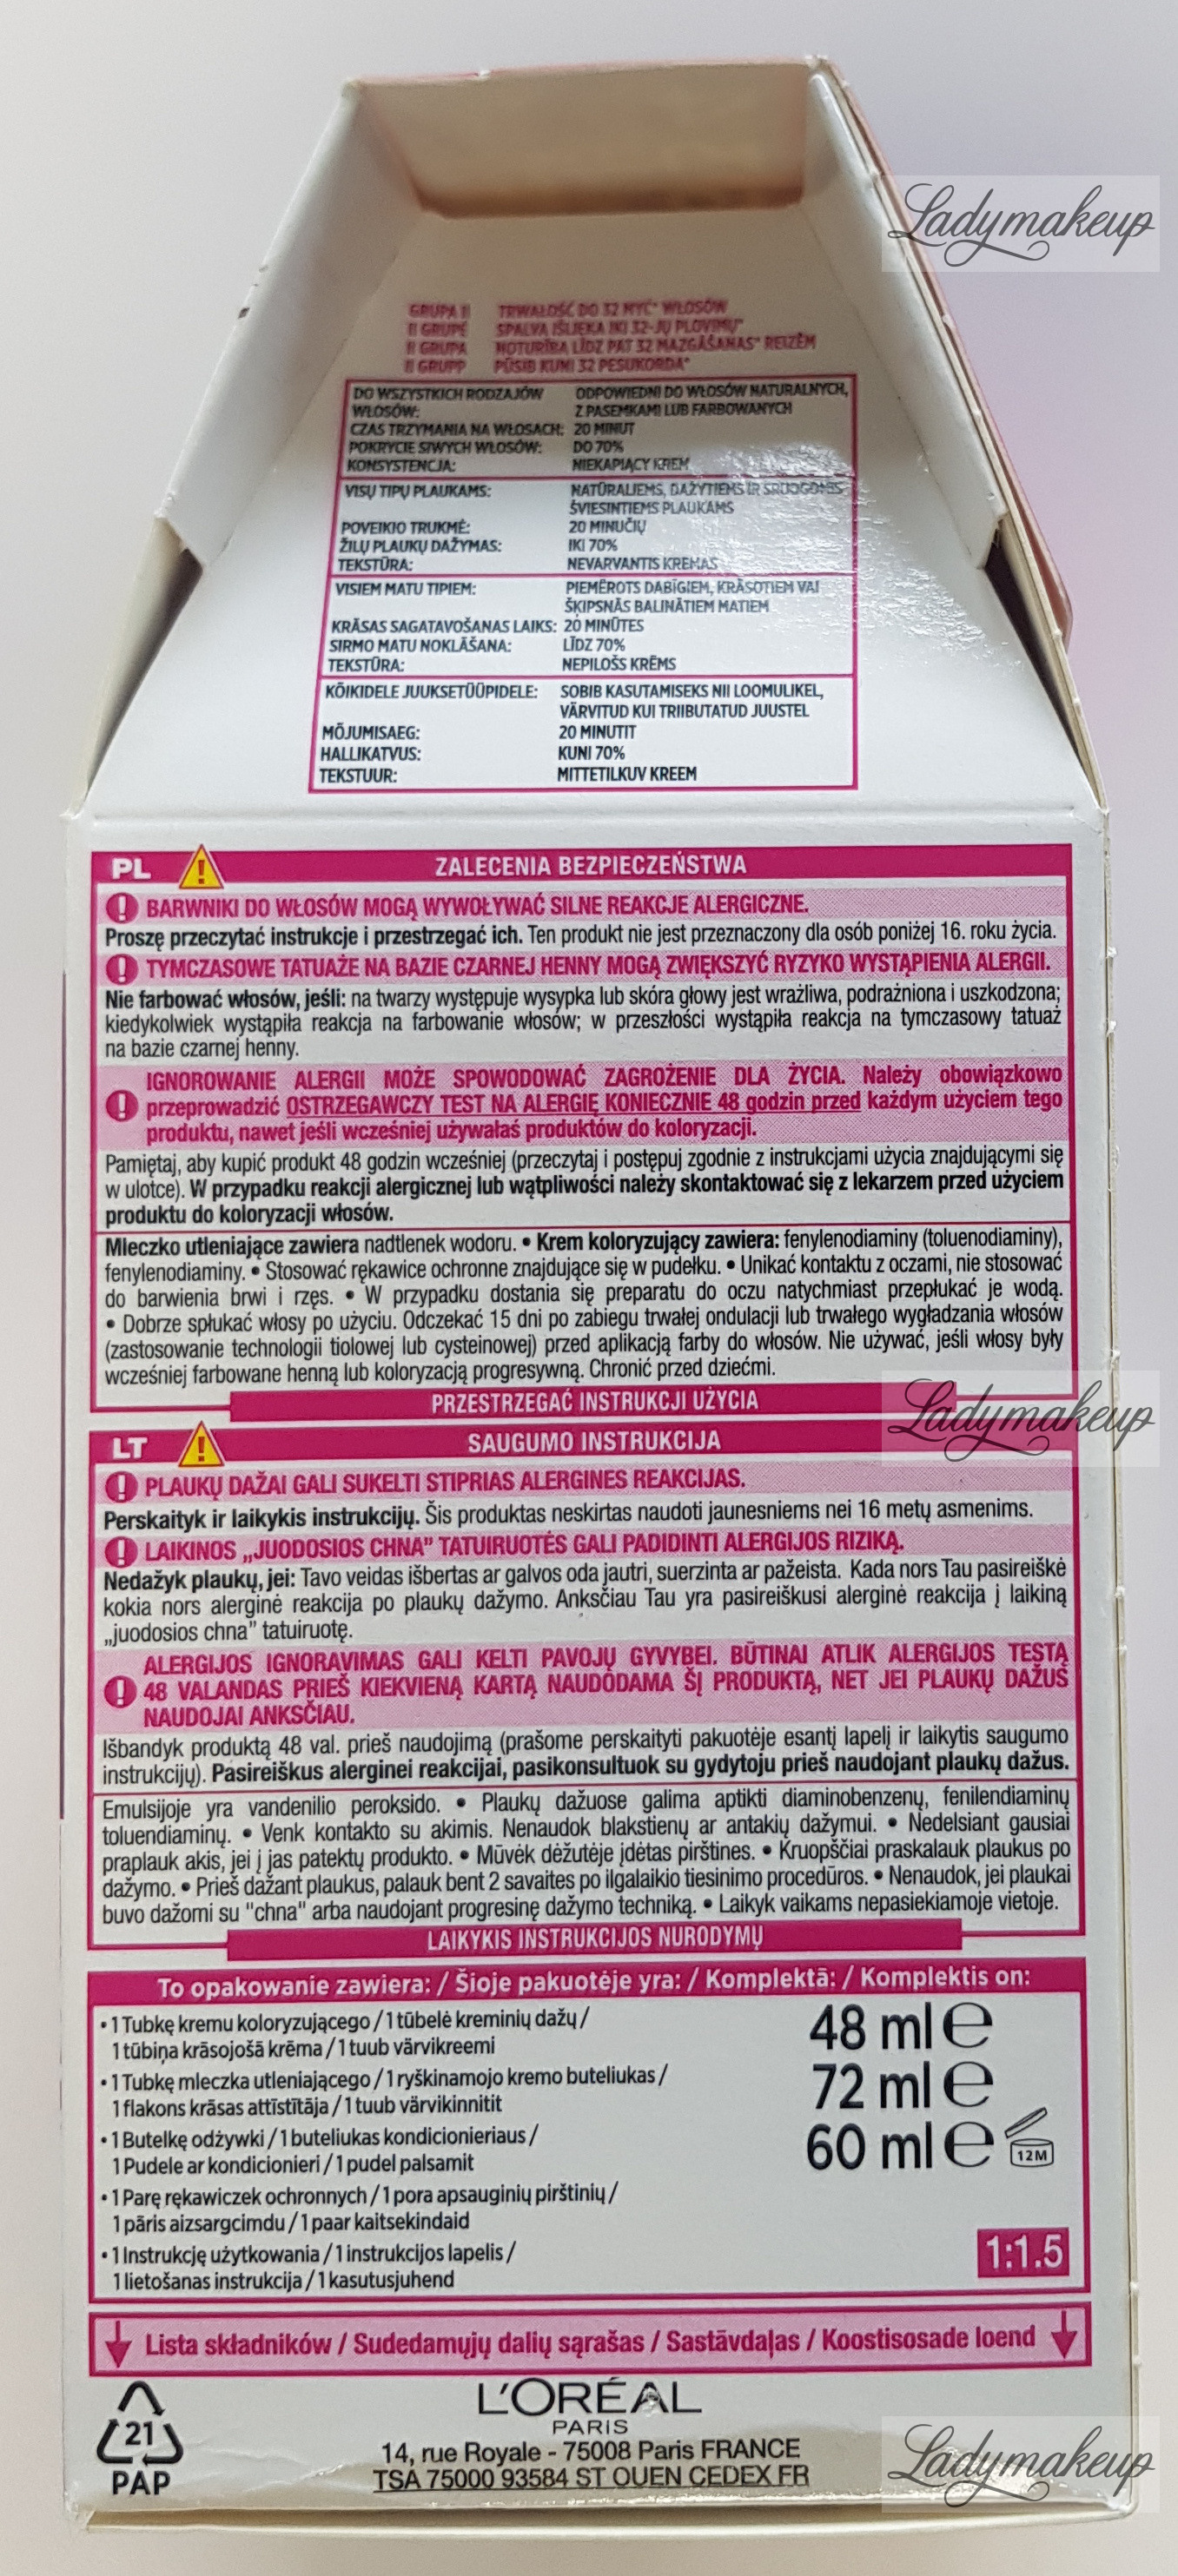 Ladymakeup
GRUPA II TRWAŁOŚĆ DO 32 MYĆ* WŁOSÓW
II GRUPĖ SPALVA IŠLIEKA IKI 32-JŲ PLOVIMŲ*
II GRUPA NOTURĪBA LĪDZ PAT 32 MAZGĀŠANAS* REIZĒM
II GRUPP PÜSIB KUNI 32 PESUKORDA*
DO WSZYSTKICH RODZAJÓW ODPOWIEDNI DO WŁOSÓW NATURALNYCH,
WŁOSÓW: Z PASEMKAMI LUB FARBOWANYCH
CZAS TRZYMANIA NA WŁOSACH: 20 MINUT
POKRYCIE SIWYCH WŁOSÓW: DO 70%
KONSYSTENCJA: NIEKAPIĄCY KREM
VISŲ TIPŲ PLAUKAMS: NATŪRALIEMS, DAŽYTIEMS IR SRUOGOMIS
ŠVIESINTIEMS PLAUKAMS
POVEIKIO TRUKMĖ: 20 MINUČIŲ
ŽILŲ PLAUKŲ DAŽYMAS: IKI 70%
TEKSTŪRA: NEVARVANTIS KREMAS
VISIEM MATU TIPIEM: PIEMĒROTS DABĪGIEM, KRĀSOTIEM VAI
ŠĶIPSNĀS BALINĀTIEM MATIEM
KRĀSAS SAGATAVOŠANAS LAIKS: 20 MINŪTES
SIRMO MATU NOKLĀŠANA: LĪDZ 70%
TEKSTŪRA: NEPILOŠS KRĒMS
KÕIKIDELE JUUKSETÜÜPIDELE: SOBIB KASUTAMISEKS NII LOOMULIKEL,
VÄRVITUD KUI TRIIBUTATUD JUUSTEL
MÕJUMISAEG: 20 MINUTIT
HALLIKATVUS: KUNI 70%
TEKSTUUR: MITTETILKUV KREEM
PL ZALECENIA BEZPIECZEŃSTWA
BARWNIKI DO WŁOSÓW MOGĄ WYWOŁYWAĆ SILNE REAKCJE ALERGICZNE.
Proszę przeczytać instrukcje i przestrzegać ich. Ten produkt nie jest przeznaczony dla osób poniżej 16. roku życia.
TYMCZASOWE TATUAŻE NA BAZIE CZARNEJ HENNY MOGĄ ZWIĘKSZYĆ RYZYKO WYSTĄPIENIA ALERGII.
Nie farbować włosów, jeśli: na twarzy występuje wysypka lub skóra głowy jest wrażliwa, podrażniona i uszkodzona;
kiedykolwiek wystąpiła reakcja na farbowanie włosów; w przeszłości wystąpiła reakcja na tymczasowy tatuaż
na bazie czarnej henny.
IGNOROWANIE ALERGII MOŻE SPOWODOWAĆ ZAGROŻENIE DLA ŻYCIA. Należy obowiązkowo
przeprowadzić OSTRZEGAWCZY TEST NA ALERGIĘ KONIECZNIE 48 godzin przed każdym użyciem tego
produktu, nawet jeśli wcześniej używałaś produktów do koloryzacji.
Pamiętaj, aby kupić produkt 48 godzin wcześniej (przeczytaj i postępuj zgodnie z instrukcjami użycia znajdującymi się
w ulotce). W przypadku reakcji alergicznej lub wątpliwości należy skontaktować się z lekarzem przed użyciem
produktu do koloryzacji włosów.
Mleczko utleniające zawiera nadtlenek wodoru. • Krem koloryzujący zawiera: fenylenodiaminy (toluenodiaminy),
fenylenodiaminy. • Stosować rękawice ochronne znajdujące się w pudełku. • Unikać kontaktu z oczami, nie stosować
do barwienia brwi i rzęs. • W przypadku dostania się preparatu do oczu natychmiast przepłukać je wodą.
• Dobrze spłukać włosy po użyciu. Odczekać 15 dni po zabiegu trwałej ondulacji lub trwałego wygładzania włosów
(zastosowanie technologii tiolowej lub cysteinowej) przed aplikacją farby do włosów. Nie używać, jeśli włosy były
wcześniej farbowane henną lub koloryzacją progresywną. Chronić przed dziećmi.
PRZESTRZEGAĆ INSTRUKCJI UŻYCIA
Ladymakeup
LT SAUGUMO INSTRUKCIJA
PLAUKŲ DAŽAI GALI SUKELTI STIPRIAS ALERGINES REAKCIJAS.
Perskaityk ir laikykis instrukcijų. Šis produktas neskirtas naudoti jaunesniems nei 16 metų asmenims.
LAIKINOS „JUODOSIOS CHNA" TATUIRUOTĖS GALI PADIDINTI ALERGIJOS RIZIKĄ.
Nedažyk plaukų, jei: Tavo veidas išbertas ar galvos oda jautri, suerzinta ar pažeista. Kada nors Tau pasireiškė
kokia nors alerginė reakcija po plaukų dažymo. Anksčiau Tau yra pasireiškusi alerginė reakcija į laikiną
„juodosios chna" tatuiruotę.
ALERGIJOS IGNORAVIMAS GALI KELTI PAVOJŲ GYVYBEI. BŪTINAI ATLIK ALERGIJOS TESTĄ
48 VALANDAS PRIEŠ KIEKVIENĄ KARTĄ NAUDODAMA ŠĮ PRODUKTĄ, NET JEI PLAUKŲ DAŽUS
NAUDOJAI ANKSČIAU.
Išbandyk produktą 48 val. prieš naudojimą (prašome perskaityti pakuotėje esantį lapelį ir laikytis saugumo
instrukcijų). Pasireiškus alerginei reakcijai, pasikonsultuok su gydytoju prieš naudojant plaukų dažus.
Emulsijoje yra vandenilio peroksido. • Plaukų dažuose galima aptikti diaminobenzenų, fenilendiaminų
toluendiaminų. • Venk kontakto su akimis. Nenaudok blakstienų ar antakių dažymui. • Nedelsiant gausiai
praplauk akis, jei į jas patektų produkto. • Mūvėk dėžutėje įdėtas pirštines. • Kruopščiai praskalauk plaukus po
dažymo. • Prieš dažant plaukus, palauk bent 2 savaites po ilgalaikio tiesinimo procedūros. • Nenaudok, jei plaukai
buvo dažomi su "chna" arba naudojant progresinę dažymo techniką. • Laikyk vaikams nepasiekiamoje vietoje.
LAIKYKIS INSTRUKCIJOS NURODYMŲ
To opakowanie zawiera: / Šioje pakuotėje yra: / Komplektā: / Komplektis on:
• 1 Tubkę kremu koloryzującego / 1 tūbelė kreminių dažų / 48 ml e
1 tūbiņa krāsojošā krēma / 1 tuub värvikreemi
• 1 Tubkę mleczka utleniającego / 1 ryškinamojo kremo buteliukas / 72 ml e
1 flakons krāsas attīstītāja / 1 tuub värvikinnitit
• 1 Butelkę odżywki / 1 buteliukas kondicionieriaus / 60 ml e 12M
1 Pudele ar kondicionieri / 1 pudel palsamit
• 1 Parę rękawiczek ochronnych / 1 pora apsauginių pirštinių /
1 pāris aizsargcimdu / 1 paar kaitsekindaid
• 1 Instrukcję użytkowania / 1 instrukcijos lapelis / 1:1.5
1 lietošanas instrukcija / 1 kasutusjuhend
Lista składników / Sudedamųjų dalių sąrašas / Sastāvdaļas / Koostisosade loend
21
PAP
L'ORÉAL
PARIS
14, rue Royale - 75008 Paris FRANCE
TSA 75000 93584 ST OUEN CEDEX FR
Ladymakeup